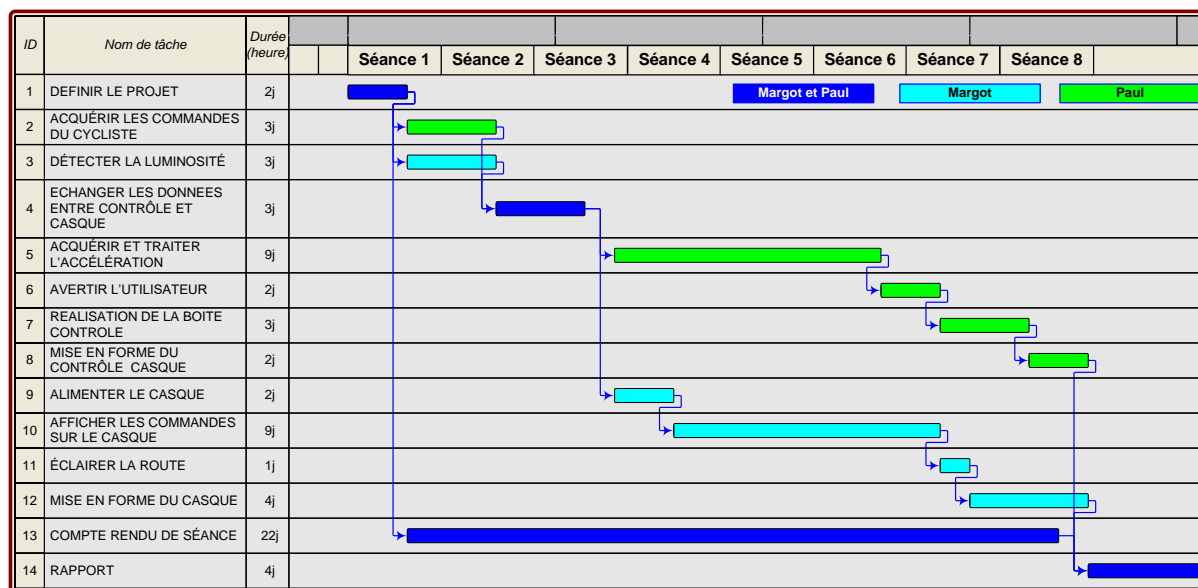 ID Nom de tâche Durée
(heure)
Séance 1 Séance 2 Séance 3 Séance 4 Séance 5 Séance 6 Séance 7 Séance 8
Margot et Paul Margot Paul
1 DEFINIR LE PROJET 2j
2 ACQUÉRIR LES COMMANDES
DU CYCLISTE 3j
3 DÉTECTER LA LUMINOSITÉ 3j
4 ECHANGER LES DONNEES
ENTRE CONTRÔLE ET
CASQUE 3j
5 ACQUÉRIR ET TRAITER
L'ACCÉLÉRATION 9j
6 AVERTIR L'UTILISATEUR 2j
7 REALISATION DE LA BOITE
CONTROLE 3j
8 MISE EN FORME DU
CONTRÔLE CASQUE 2j
9 ALIMENTER LE CASQUE 2j
10 AFFICHER LES COMMANDES
SUR LE CASQUE 9j
11 ÉCLAIRER LA ROUTE 1j
12 MISE EN FORME DU CASQUE 4j
13 COMPTE RENDU DE SÉANCE 22j
14 RAPPORT 4j